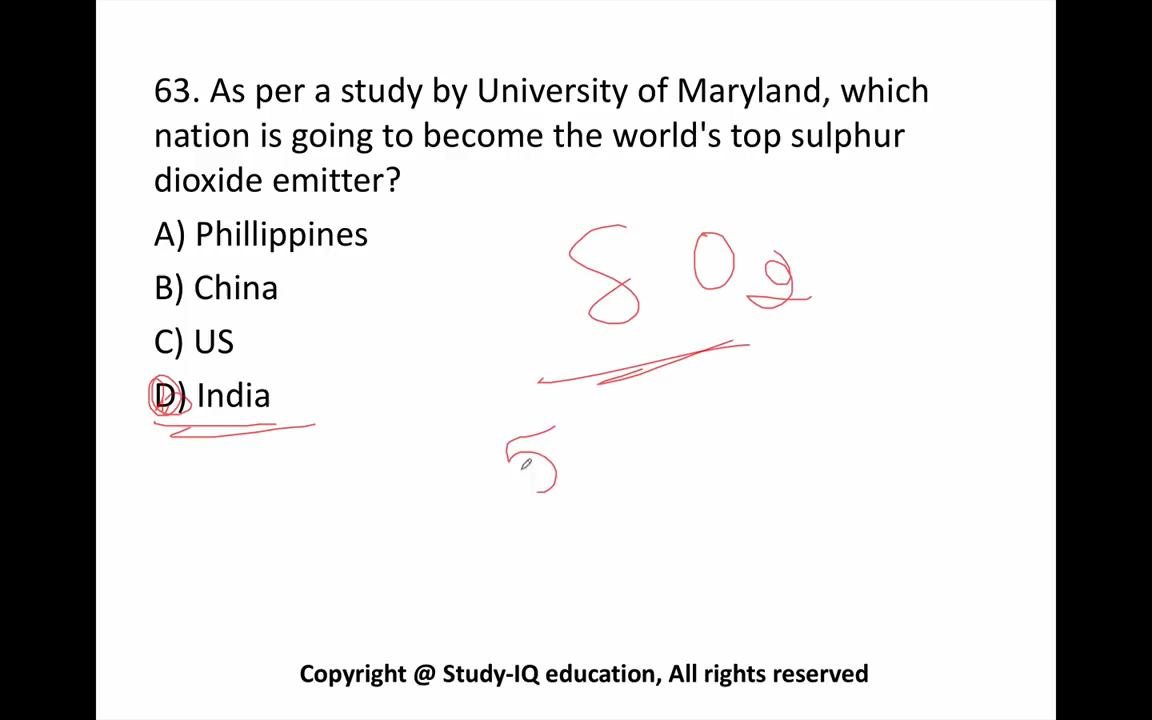 63. As per a study by University of Maryland, which
nation is going to become the world's top sulphur
dioxide emitter?
A) Phillippines
B) China
C) US
D) India
SO2
5
Copyright @ Study-IQ education, All rights reserved